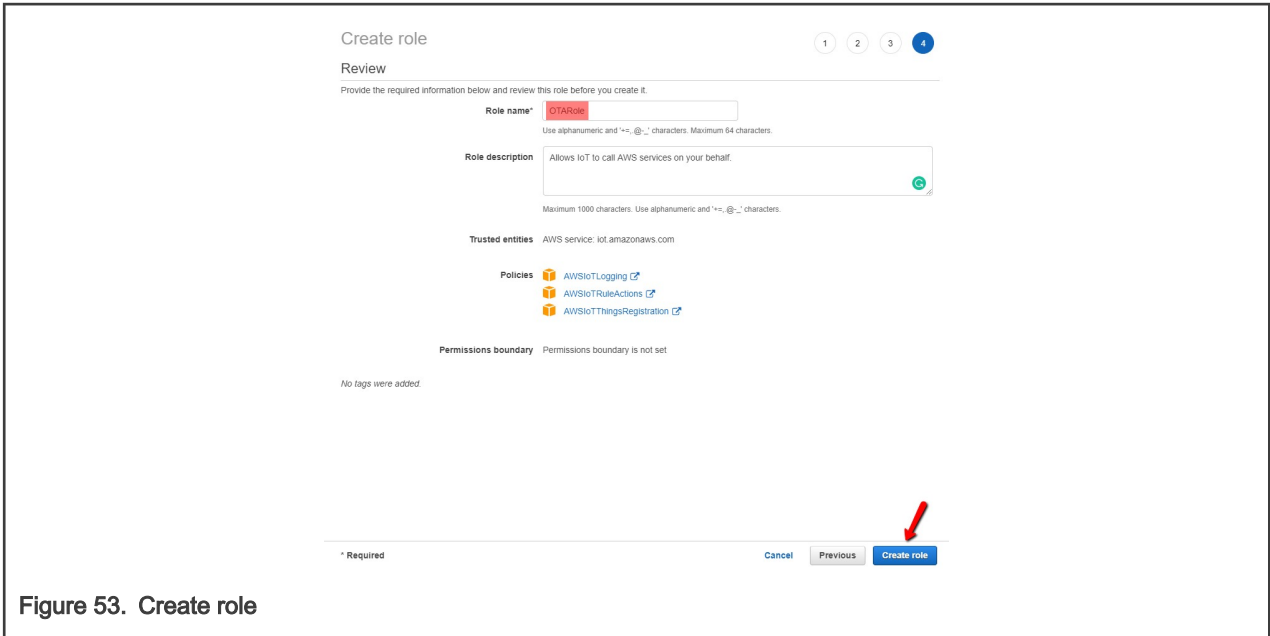 Create role
1 2 3 4
Review
Provide the required information below and review this role before you create it.
Role name* OTARole
Use alphanumeric and '+=,.@-_' characters. Maximum 64 characters.
Role description Allows IoT to call AWS services on your behalf.
Maximum 1000 characters. Use alphanumeric and '+=,.@-_' characters.
Trusted entities AWS service: iot.amazonaws.com
Policies AWSIoTLogging
AWSIoTRuleActions
AWSIoTThingsRegistration
Permissions boundary Permissions boundary is not set
No tags were added.
* Required Cancel Previous Create role
Figure 53. Create role